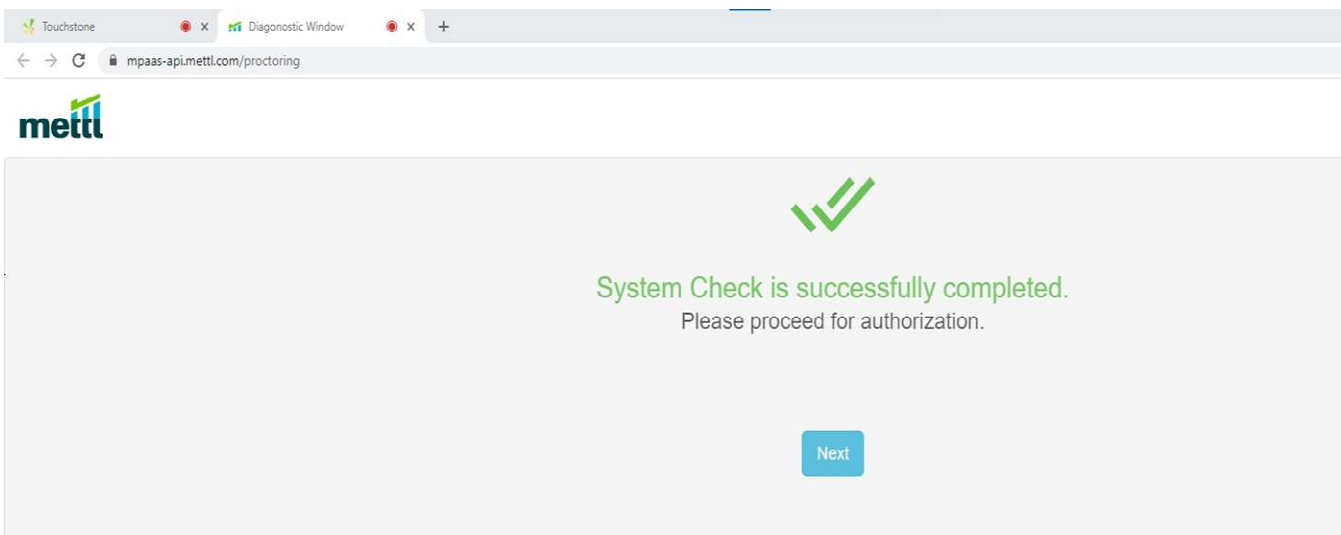 Touchstone x Diagonostic Window x +
mpaas-api.mettl.com/proctoring
mettl
System Check is successfully completed.
Please proceed for authorization.
Next